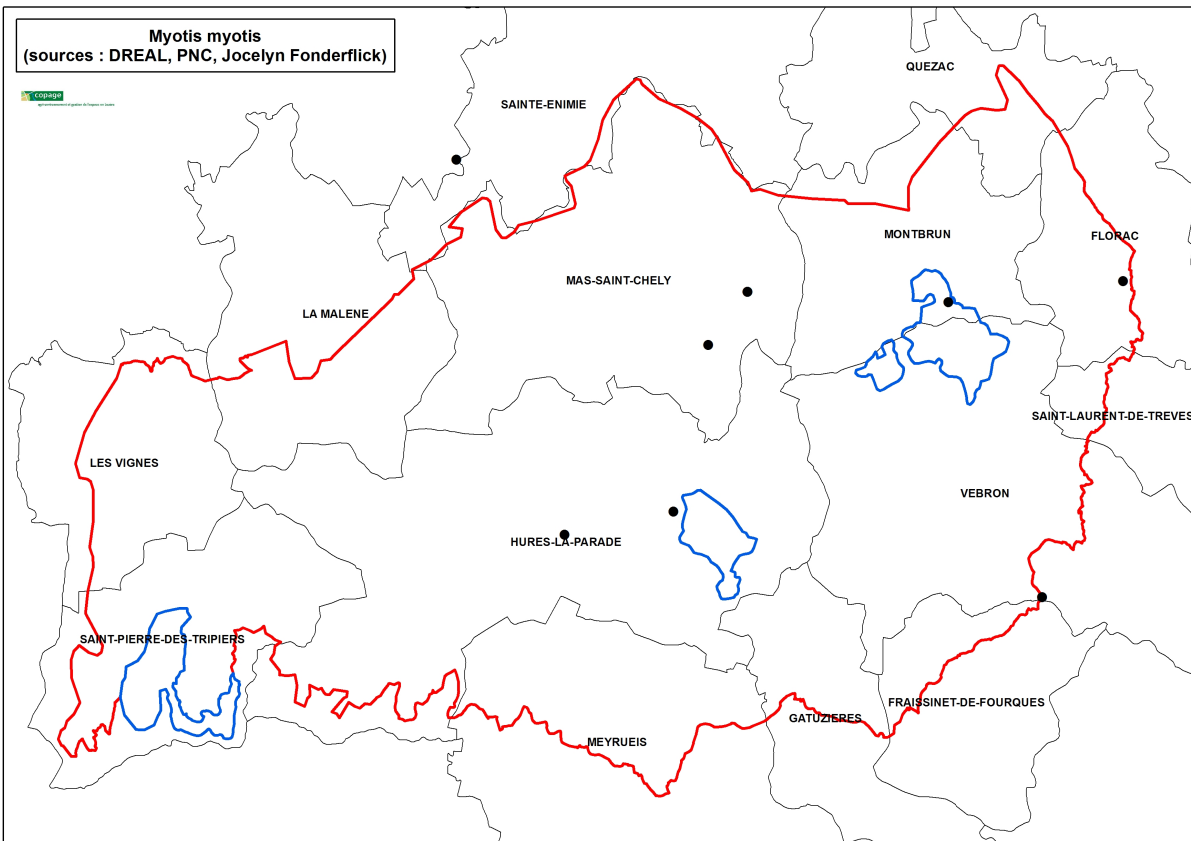 Myotis myotis
(sources : DREAL, PNC, Jocelyn Fonderflick)
copage
QUEZAC
SAINTE-ENIMIE
MONTBRUN
FLORAC
MAS-SAINT-CHELY
LA MALENE
SAINT-LAURENT-DE-TREVES
LES VIGNES
VEBRON
HURES-LA-PARADE
SAINT-PIERRE-DES-TRIPIERS
FRAISSINET-DE-FOURQUES
GATUZIERES
MEYRUEIS